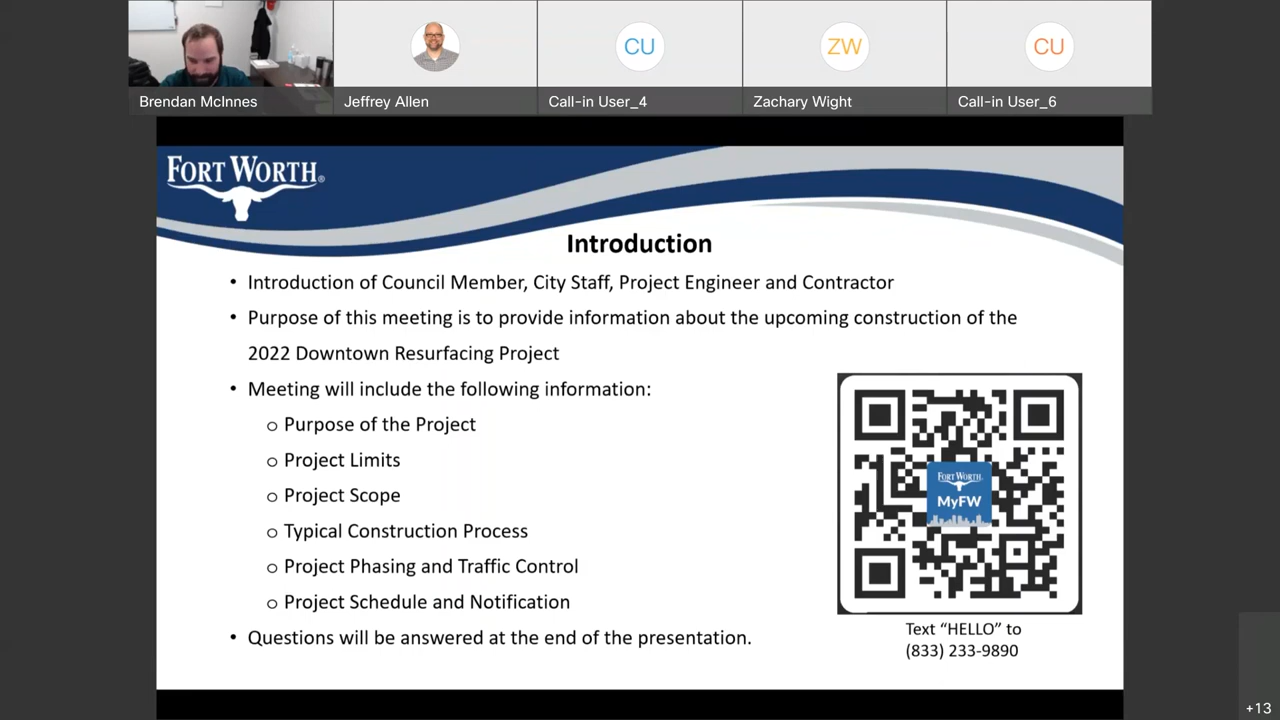 CU
ZW
CU
Brendan McInnes
Jeffrey Allen
Call-in User_4
Zachary Wight
Call-in User_6
FORT WORTH®
Introduction
• Introduction of Council Member, City Staff, Project Engineer and Contractor
• Purpose of this meeting is to provide information about the upcoming construction of the
2022 Downtown Resurfacing Project
• Meeting will include the following information:
o Purpose of the Project
o Project Limits
o Project Scope
o Typical Construction Process
o Project Phasing and Traffic Control
o Project Schedule and Notification
• Questions will be answered at the end of the presentation.
FORT WORTH
MyFW
Text “HELLO” to
(833) 233-9890
+13